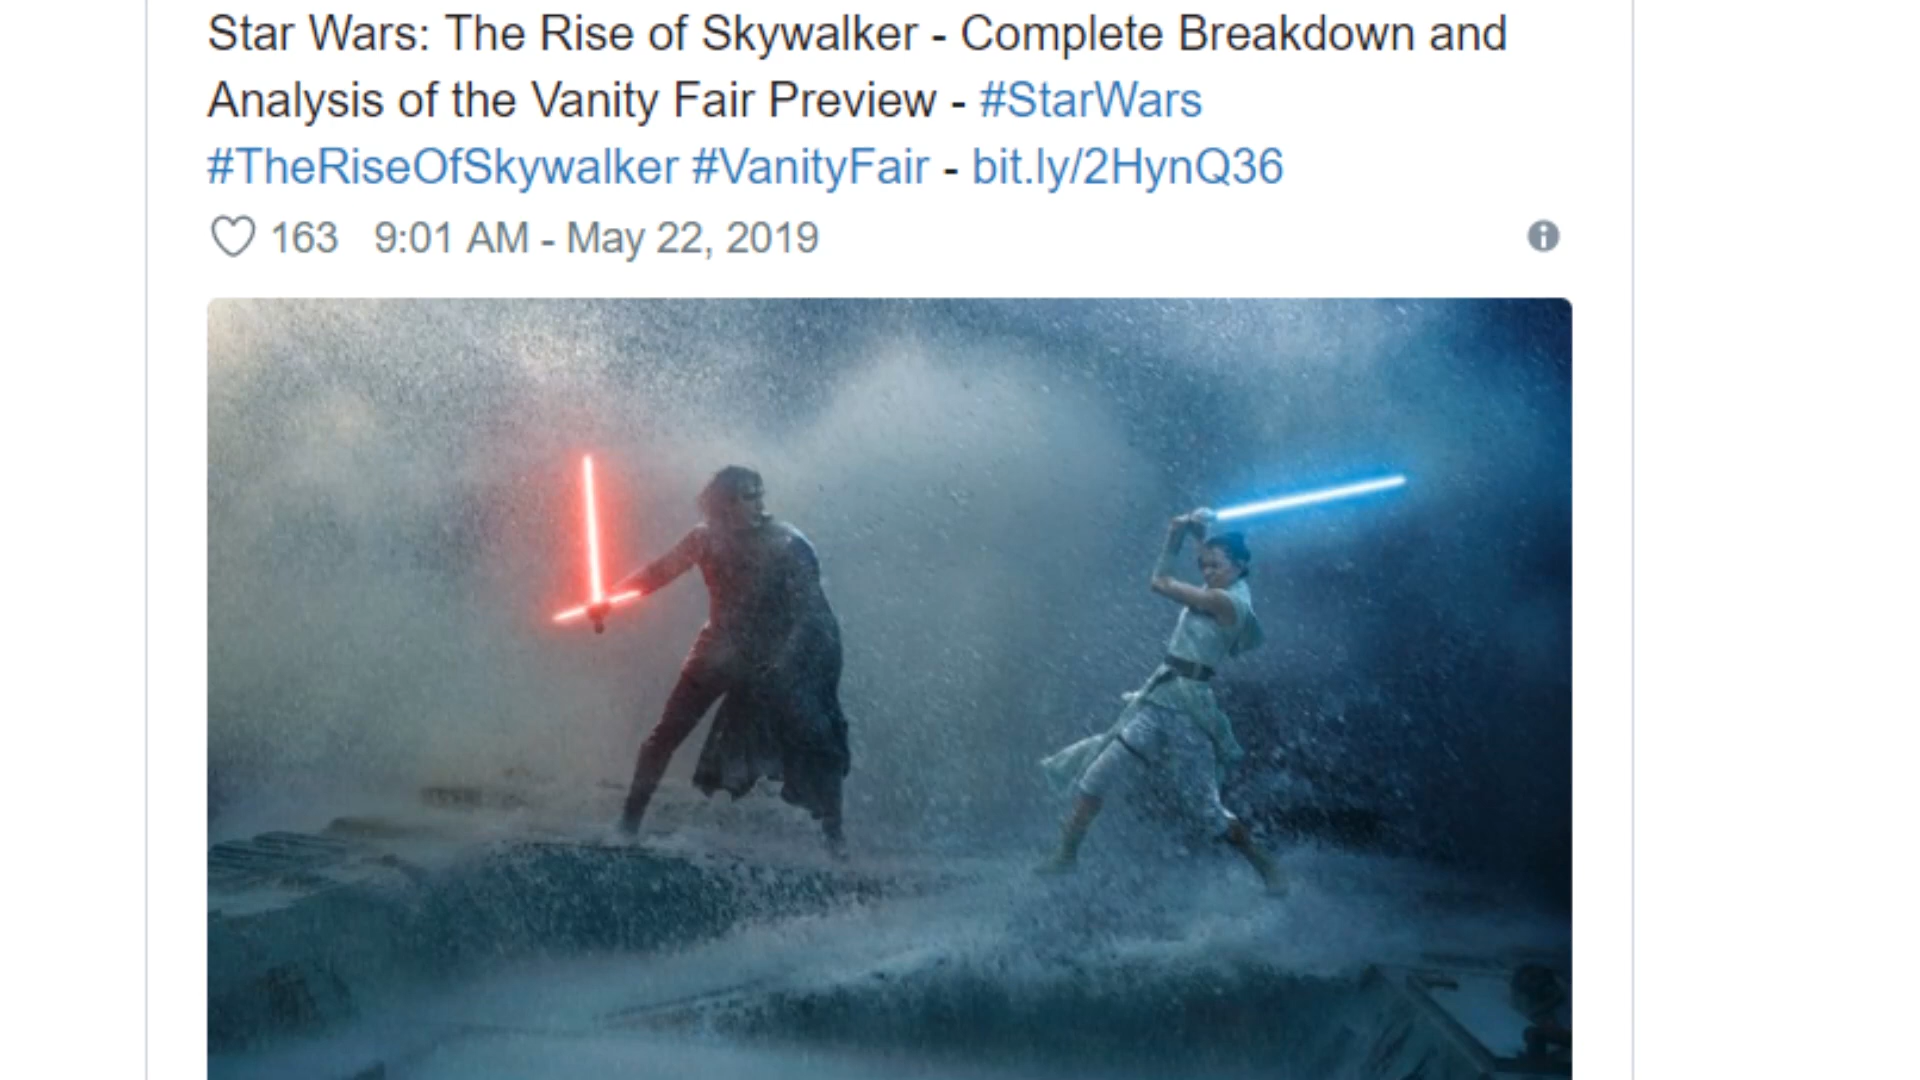 Star Wars: The Rise of Skywalker - Complete Breakdown and
Analysis of the Vanity Fair Preview - #StarWars
#TheRiseOfSkywalker #VanityFair - bit.ly/2HynQ36
163 9:01 AM - May 22, 2019